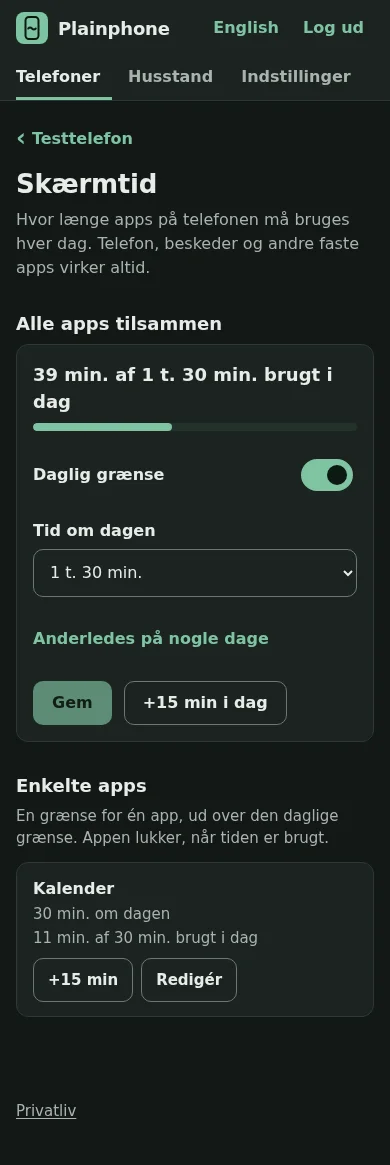 Plainphone
English
Log ud
Telefoner
Husstand
Indstillinger
‹ Testtelefon
Skærmtid
Hvor længe apps på telefonen må bruges
hver dag. Telefon, beskeder og andre faste
apps virker altid.
Alle apps tilsammen
39 min. af 1 t. 30 min. brugt i
dag
Daglig grænse
Tid om dagen
1 t. 30 min.
Anderledes på nogle dage
Gem
+15 min i dag
Enkelte apps
En grænse for én app, ud over den daglige
grænse. Appen lukker, når tiden er brugt.
Kalender
30 min. om dagen
11 min. af 30 min. brugt i dag
+15 min
Redigér
Privatliv